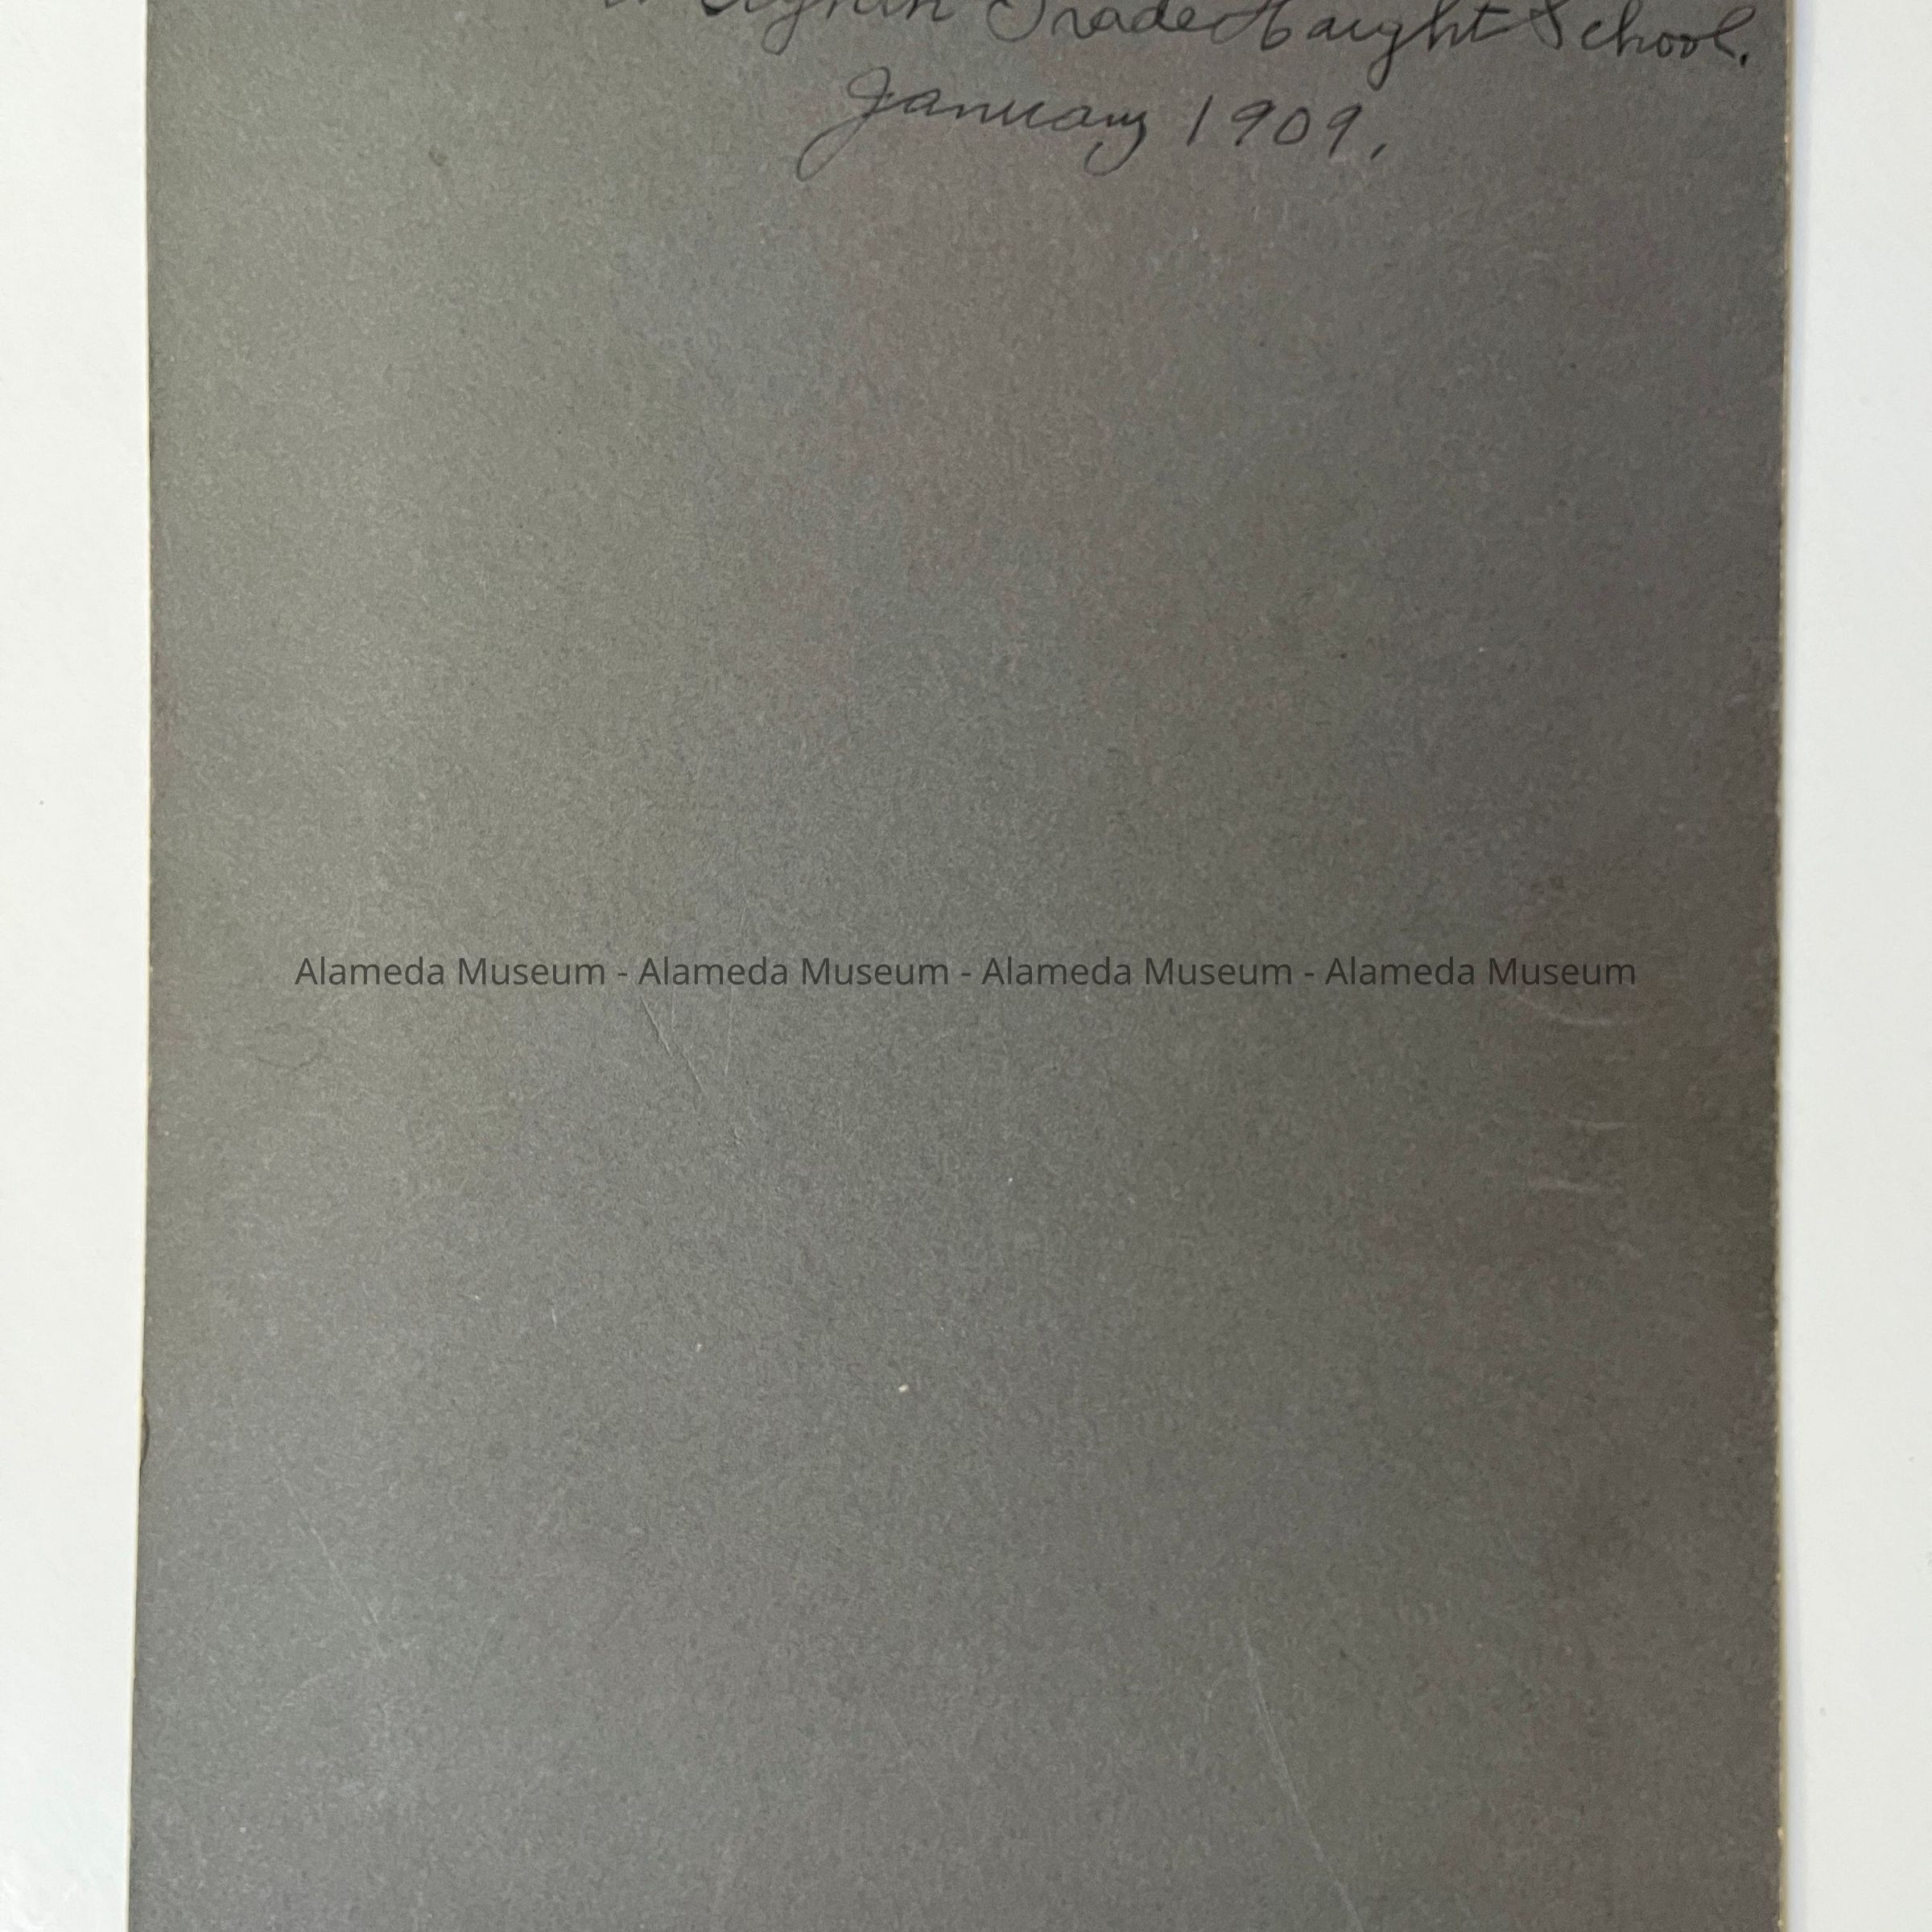 Eighth Grade Haight School.
January 1909.
Alameda Museum - Alameda Museum - Alameda Museum - Alameda Museum